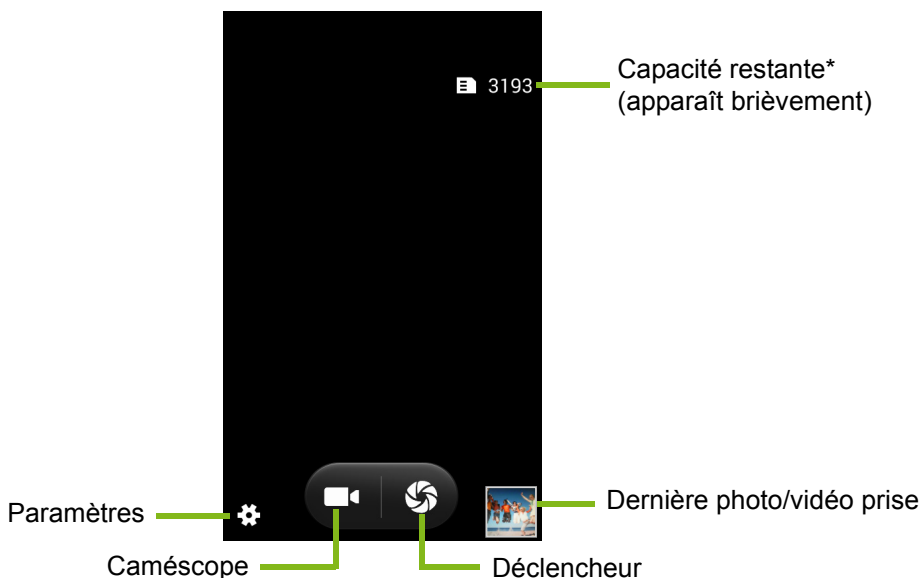 3193
Capacité restante*
(apparaît brièvement)
Paramètres
Dernière photo/vidéo prise
Caméscope
Déclencheur